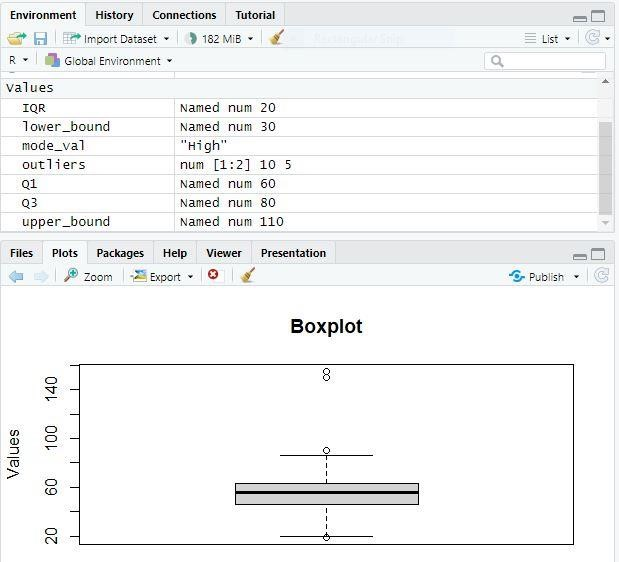 Environment History Connections Tutorial
Import Dataset 182 MiB List
R Global Environment
Values
IQR Named num 20
lower_bound Named num 30
mode_val "High"
outliers num [1:2] 10 5
Q1 Named num 60
Q3 Named num 80
upper_bound Named num 110
Files Plots Packages Help Viewer Presentation
Zoom Export Publish
Boxplot
Values
140
100
60
20